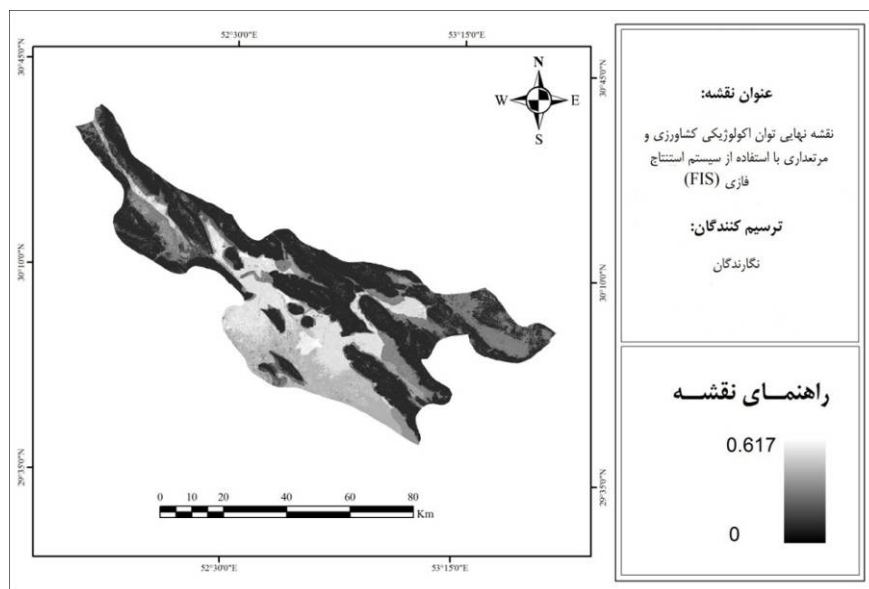 52°30'0"E
53°15'0"E
30°45'0"N
30°45'0"N
N
W
E
S
30°10'0"N
30°10'0"N
29°35'0"N
29°35'0"N
0 10 20 40 60 80
Km
52°30'0"E
53°15'0"E
عنوان نقشه:
نقشه نهایی توان اکولوژیکی کشاورزی و
مرتعداری با استفاده از سیستم استنتاج
فازی (FIS)
ترسیم کنندگان:
نگارندگان
راهنمــای نقشـــه
0.617
0